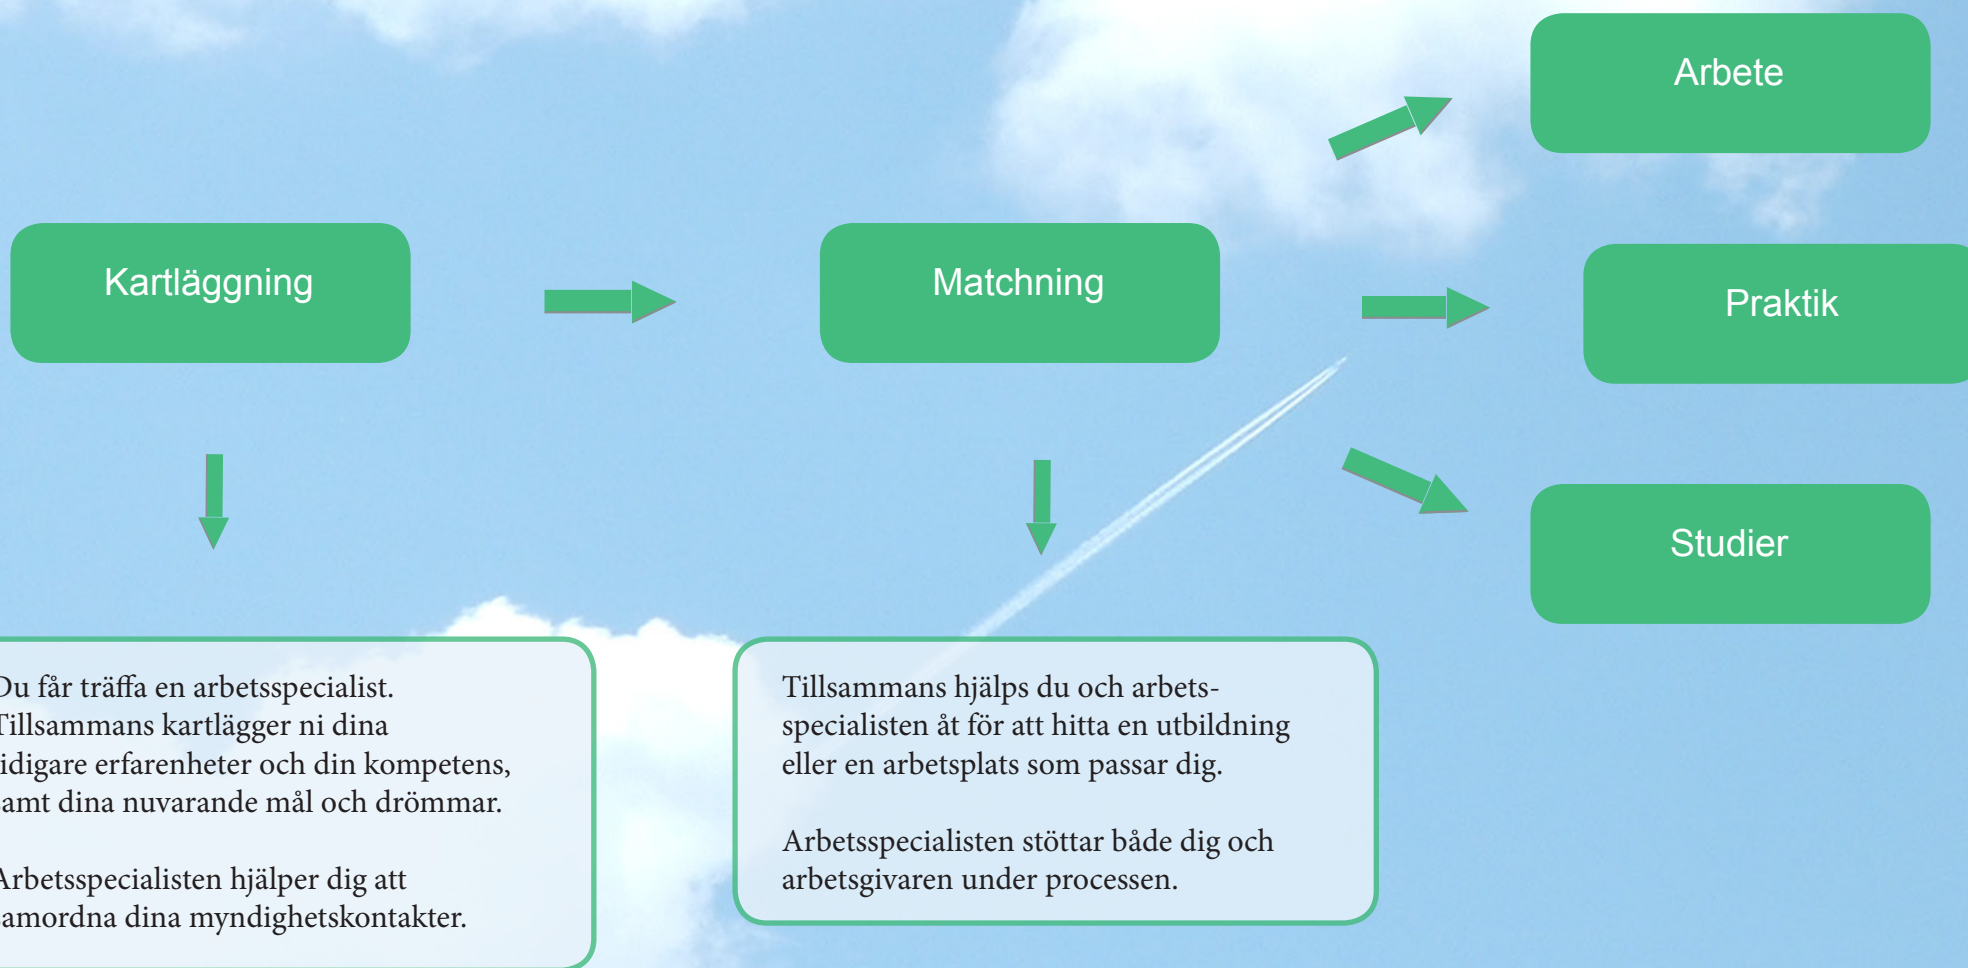 Arbete
Kartläggning
Matchning
Praktik
Studier
Du får träffa en arbetsspecialist.
Tillsammans kartlägger ni dina
tidigare erfarenheter och din kompetens,
samt dina nuvarande mål och drömmar.
Arbetsspecialisten hjälper dig att
samordna dina myndighetskontakter.
Tillsammans hjälps du och arbets-
specialisten åt för att hitta en utbildning
eller en arbetsplats som passar dig.
Arbetsspecialisten stöttar både dig och
arbetsgivaren under processen.